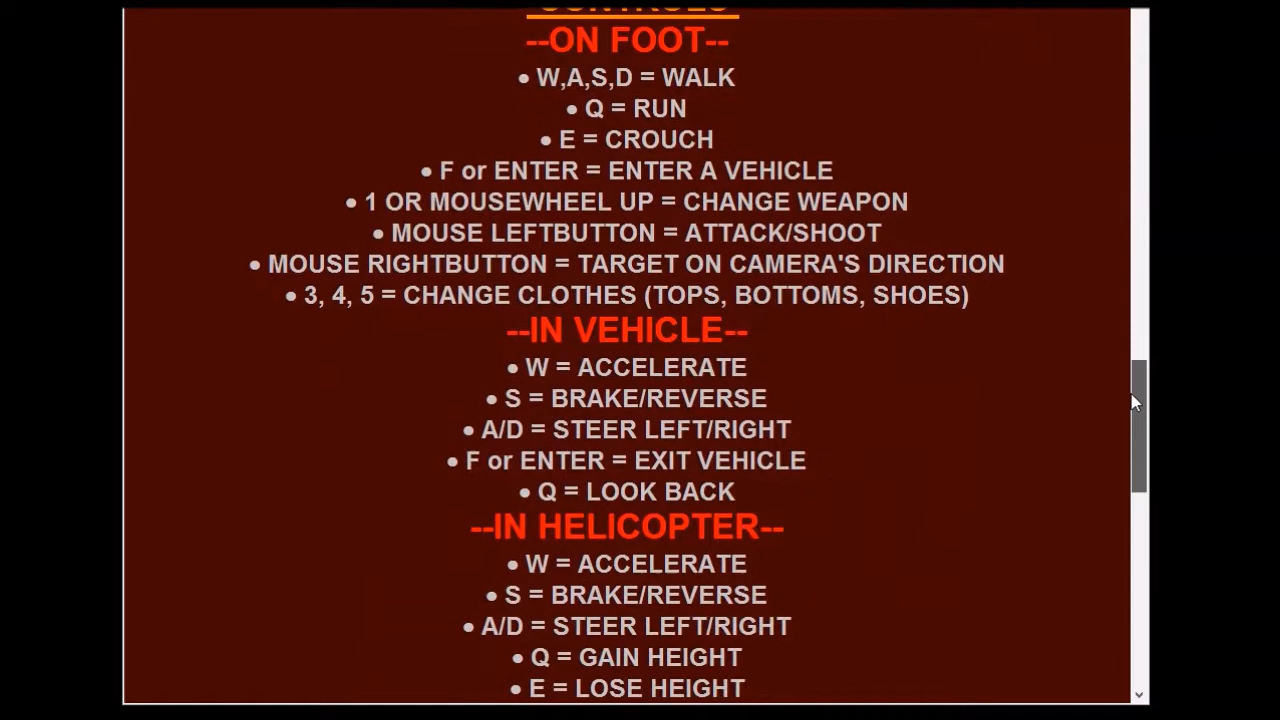 CONTROLS
--ON FOOT--
• W,A,S,D = WALK
• Q = RUN
• E = CROUCH
• F or ENTER = ENTER A VEHICLE
• 1 OR MOUSEWHEEL UP = CHANGE WEAPON
• MOUSE LEFTBUTTON = ATTACK/SHOOT
• MOUSE RIGHTBUTTON = TARGET ON CAMERA'S DIRECTION
• 3, 4, 5 = CHANGE CLOTHES (TOPS, BOTTOMS, SHOES)
--IN VEHICLE--
• W = ACCELERATE
• S = BRAKE/REVERSE
• A/D = STEER LEFT/RIGHT
• F or ENTER = EXIT VEHICLE
• Q = LOOK BACK
--IN HELICOPTER--
• W = ACCELERATE
• S = BRAKE/REVERSE
• A/D = STEER LEFT/RIGHT
• Q = GAIN HEIGHT
• E = LOSE HEIGHT